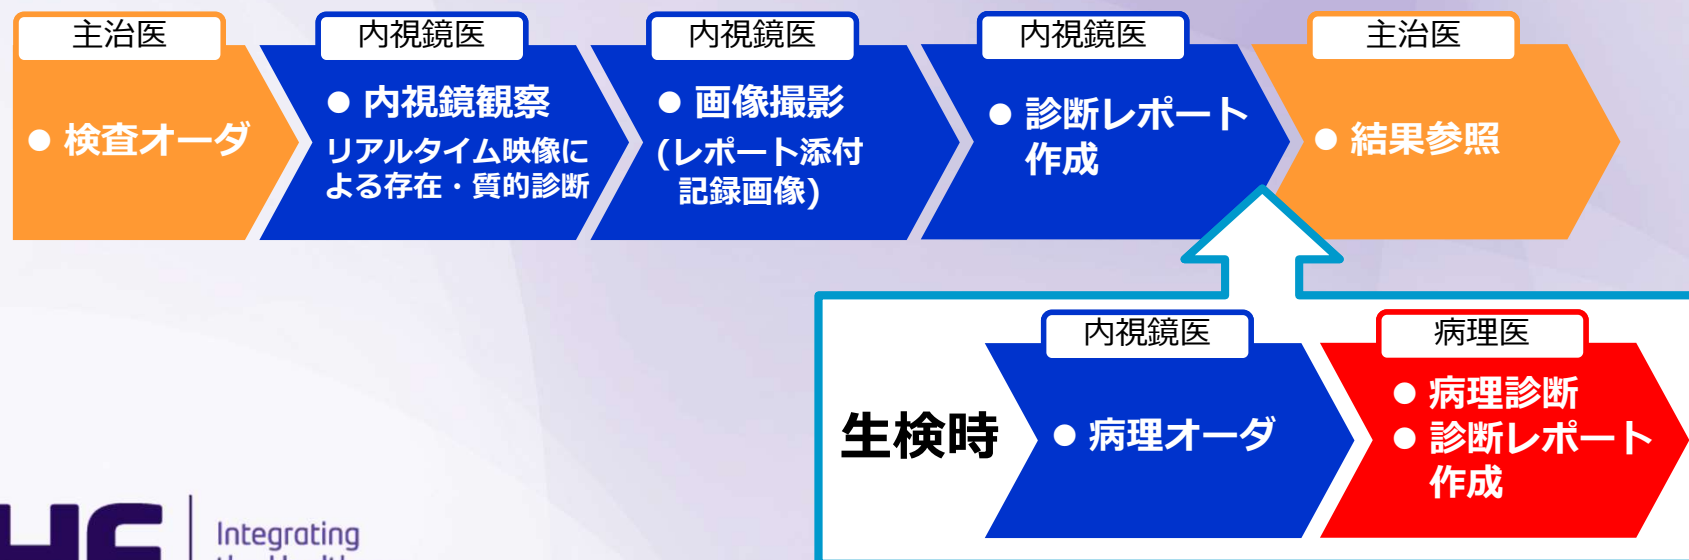 主治医
● 検査オーダ
内視鏡医
● 内視鏡観察
リアルタイム映像に
よる存在・質的診断
内視鏡医
● 画像撮影
(レポート添付
記録画像)
内視鏡医
● 診断レポート
作成
主治医
● 結果参照
生検時
内視鏡医
● 病理オーダ
病理医
● 病理診断
● 診断レポート
作成
Integrating